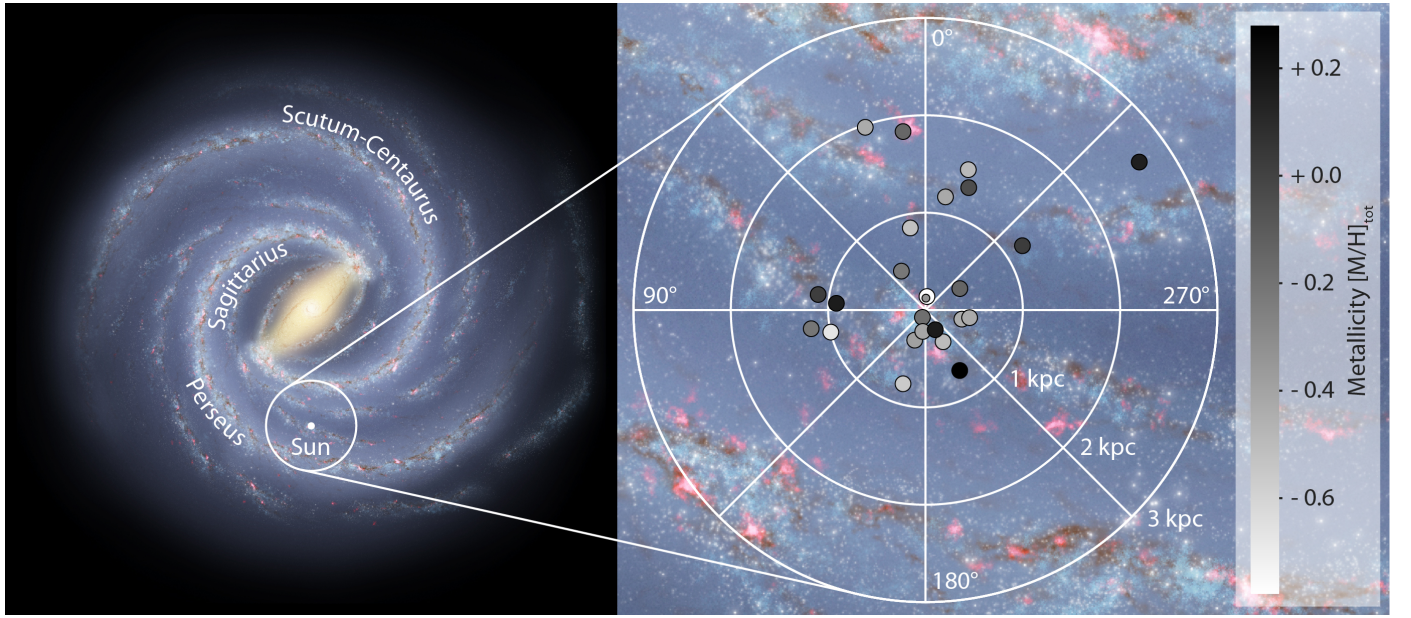 Scutum-Centaurus
Sagittarius
Perseus
Sun
0°
90°
270°
180°
1 kpc
2 kpc
3 kpc
+ 0.2
+ 0.0
- 0.2
- 0.4
- 0.6
Metallicity [M/H]tot